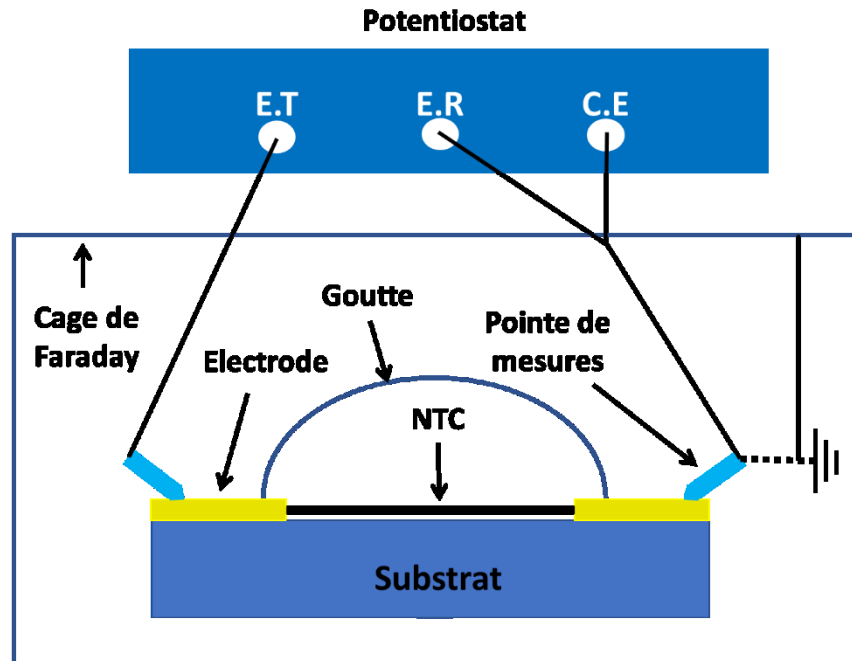 Potentiostat
E.T
E.R
C.E
Cage de
Faraday
Goutte
Electrode
Pointe de
mesures
NTC
Substrat